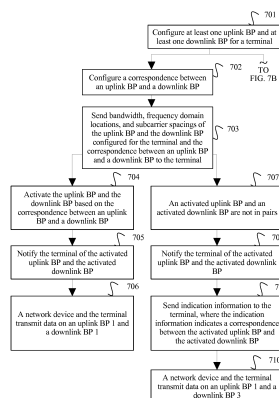 701
Configure at least one uplink BP and at
least one downlink BP for a terminal
702
TO
FIG. 7B
Configure a correspondence between
an uplink BP and a downlink BP
703
Send bandwidth, frequency domain
locations, and subcarrier spacings of
the uplink BP and the downlink BP
configured for the terminal and the
correspondence between an uplink BP
and a downlink BP to the terminal
704
Activate the uplink BP and the
downlink BP based on the
correspondence between an uplink
BP and a downlink BP
705
Notify the terminal of the activated
uplink BP and the activated
downlink BP
706
A network device and the terminal
transmit data on an uplink BP 1 and
a downlink BP 1
707
An activated uplink BP and an
activated downlink BP are not in pairs
70
Notify the terminal of the activated
uplink BP and the activated downlink
BP
7
Send indication information to the
terminal, where the indication
information indicates a correspondence
between the activated uplink BP and
the activated downlink BP
710
A network device and the terminal
transmit data on an uplink BP 1 and a
downlink BP 3